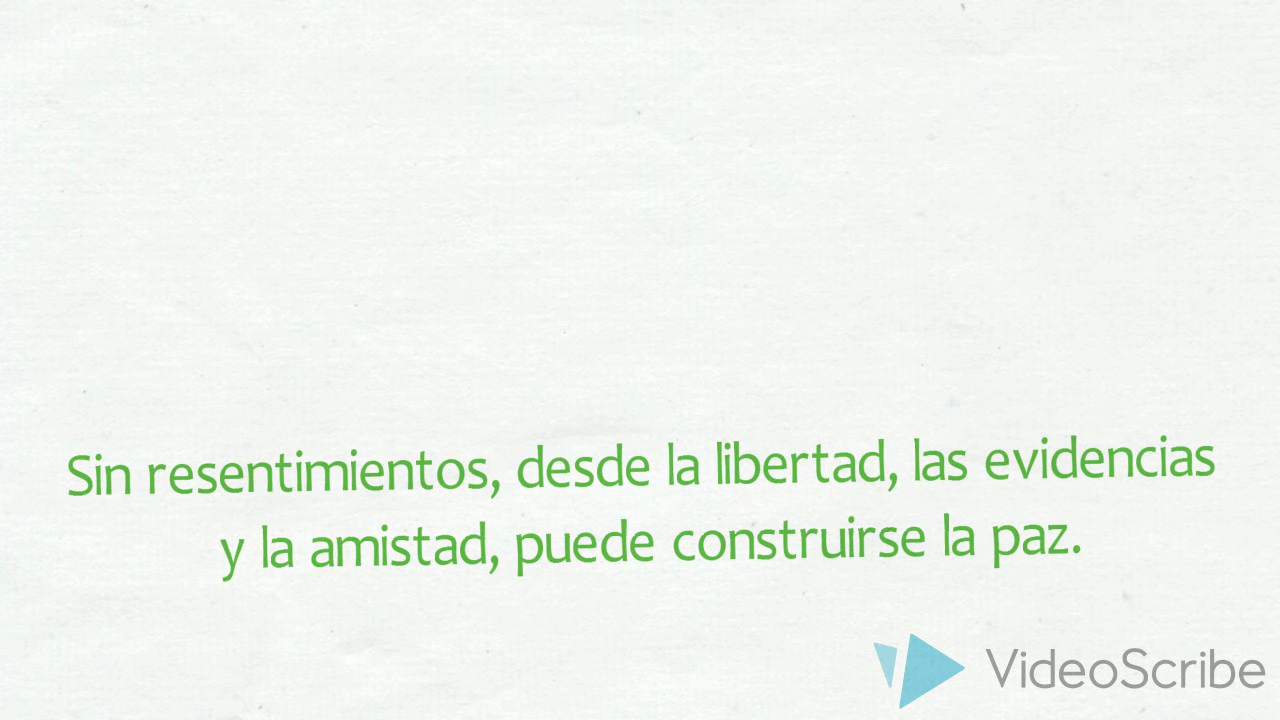 Sin resentimientos, desde la libertad, las evidencias
y la amistad, puede construirse la paz.
VideoScribe